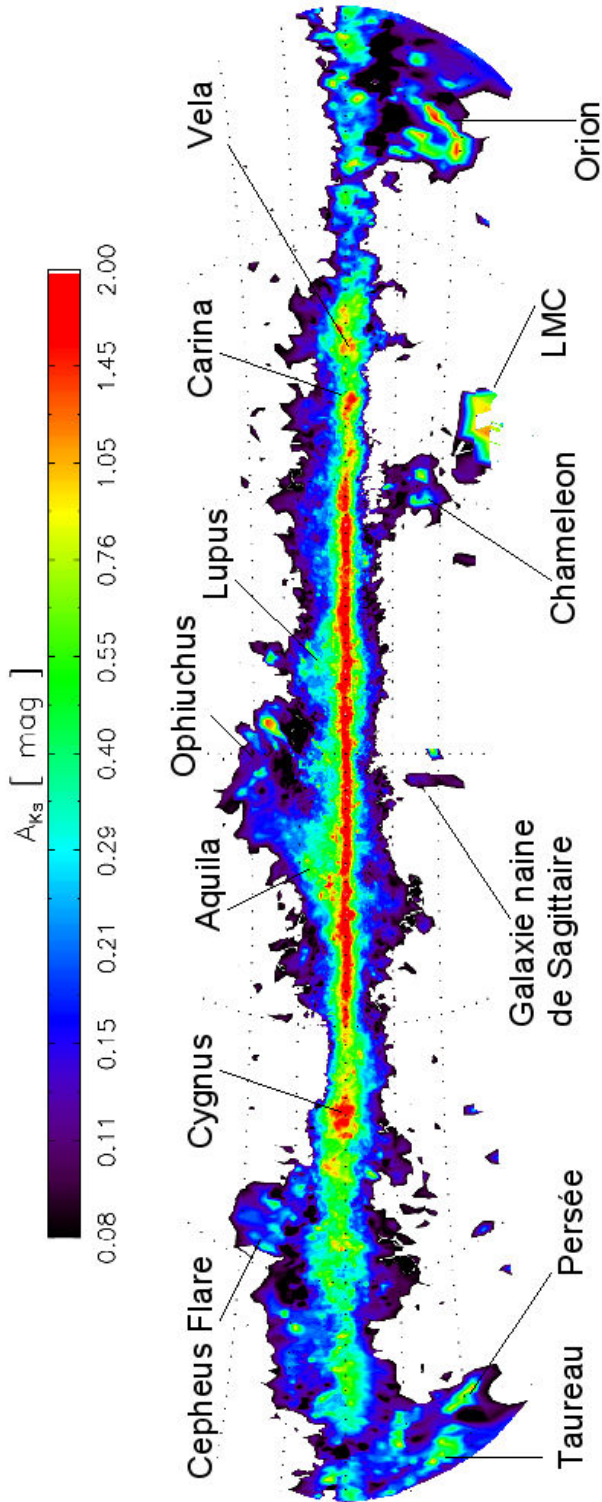 A_Ks [ mag ]
0.08 0.11 0.15 0.21 0.29 0.40 0.55 0.76 1.05 1.45 2.00
Cepheus Flare
Cygnus
Aquila
Ophiuchus
Lupus
Carina
Vela
Taureau
Persée
Galaxie naine
de Sagittaire
Chameleon
LMC
Orion